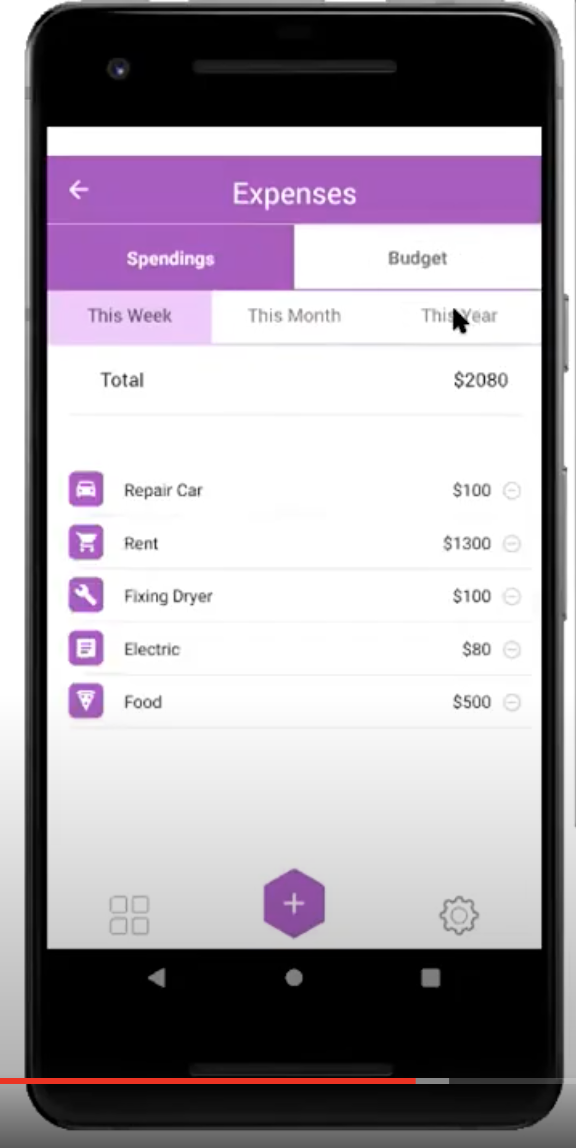 Expenses
Spendings Budget
This Week This Month This Year
Total $2080
Repair Car $100
Rent $1300
Fixing Dryer $100
Electric $80
Food $500